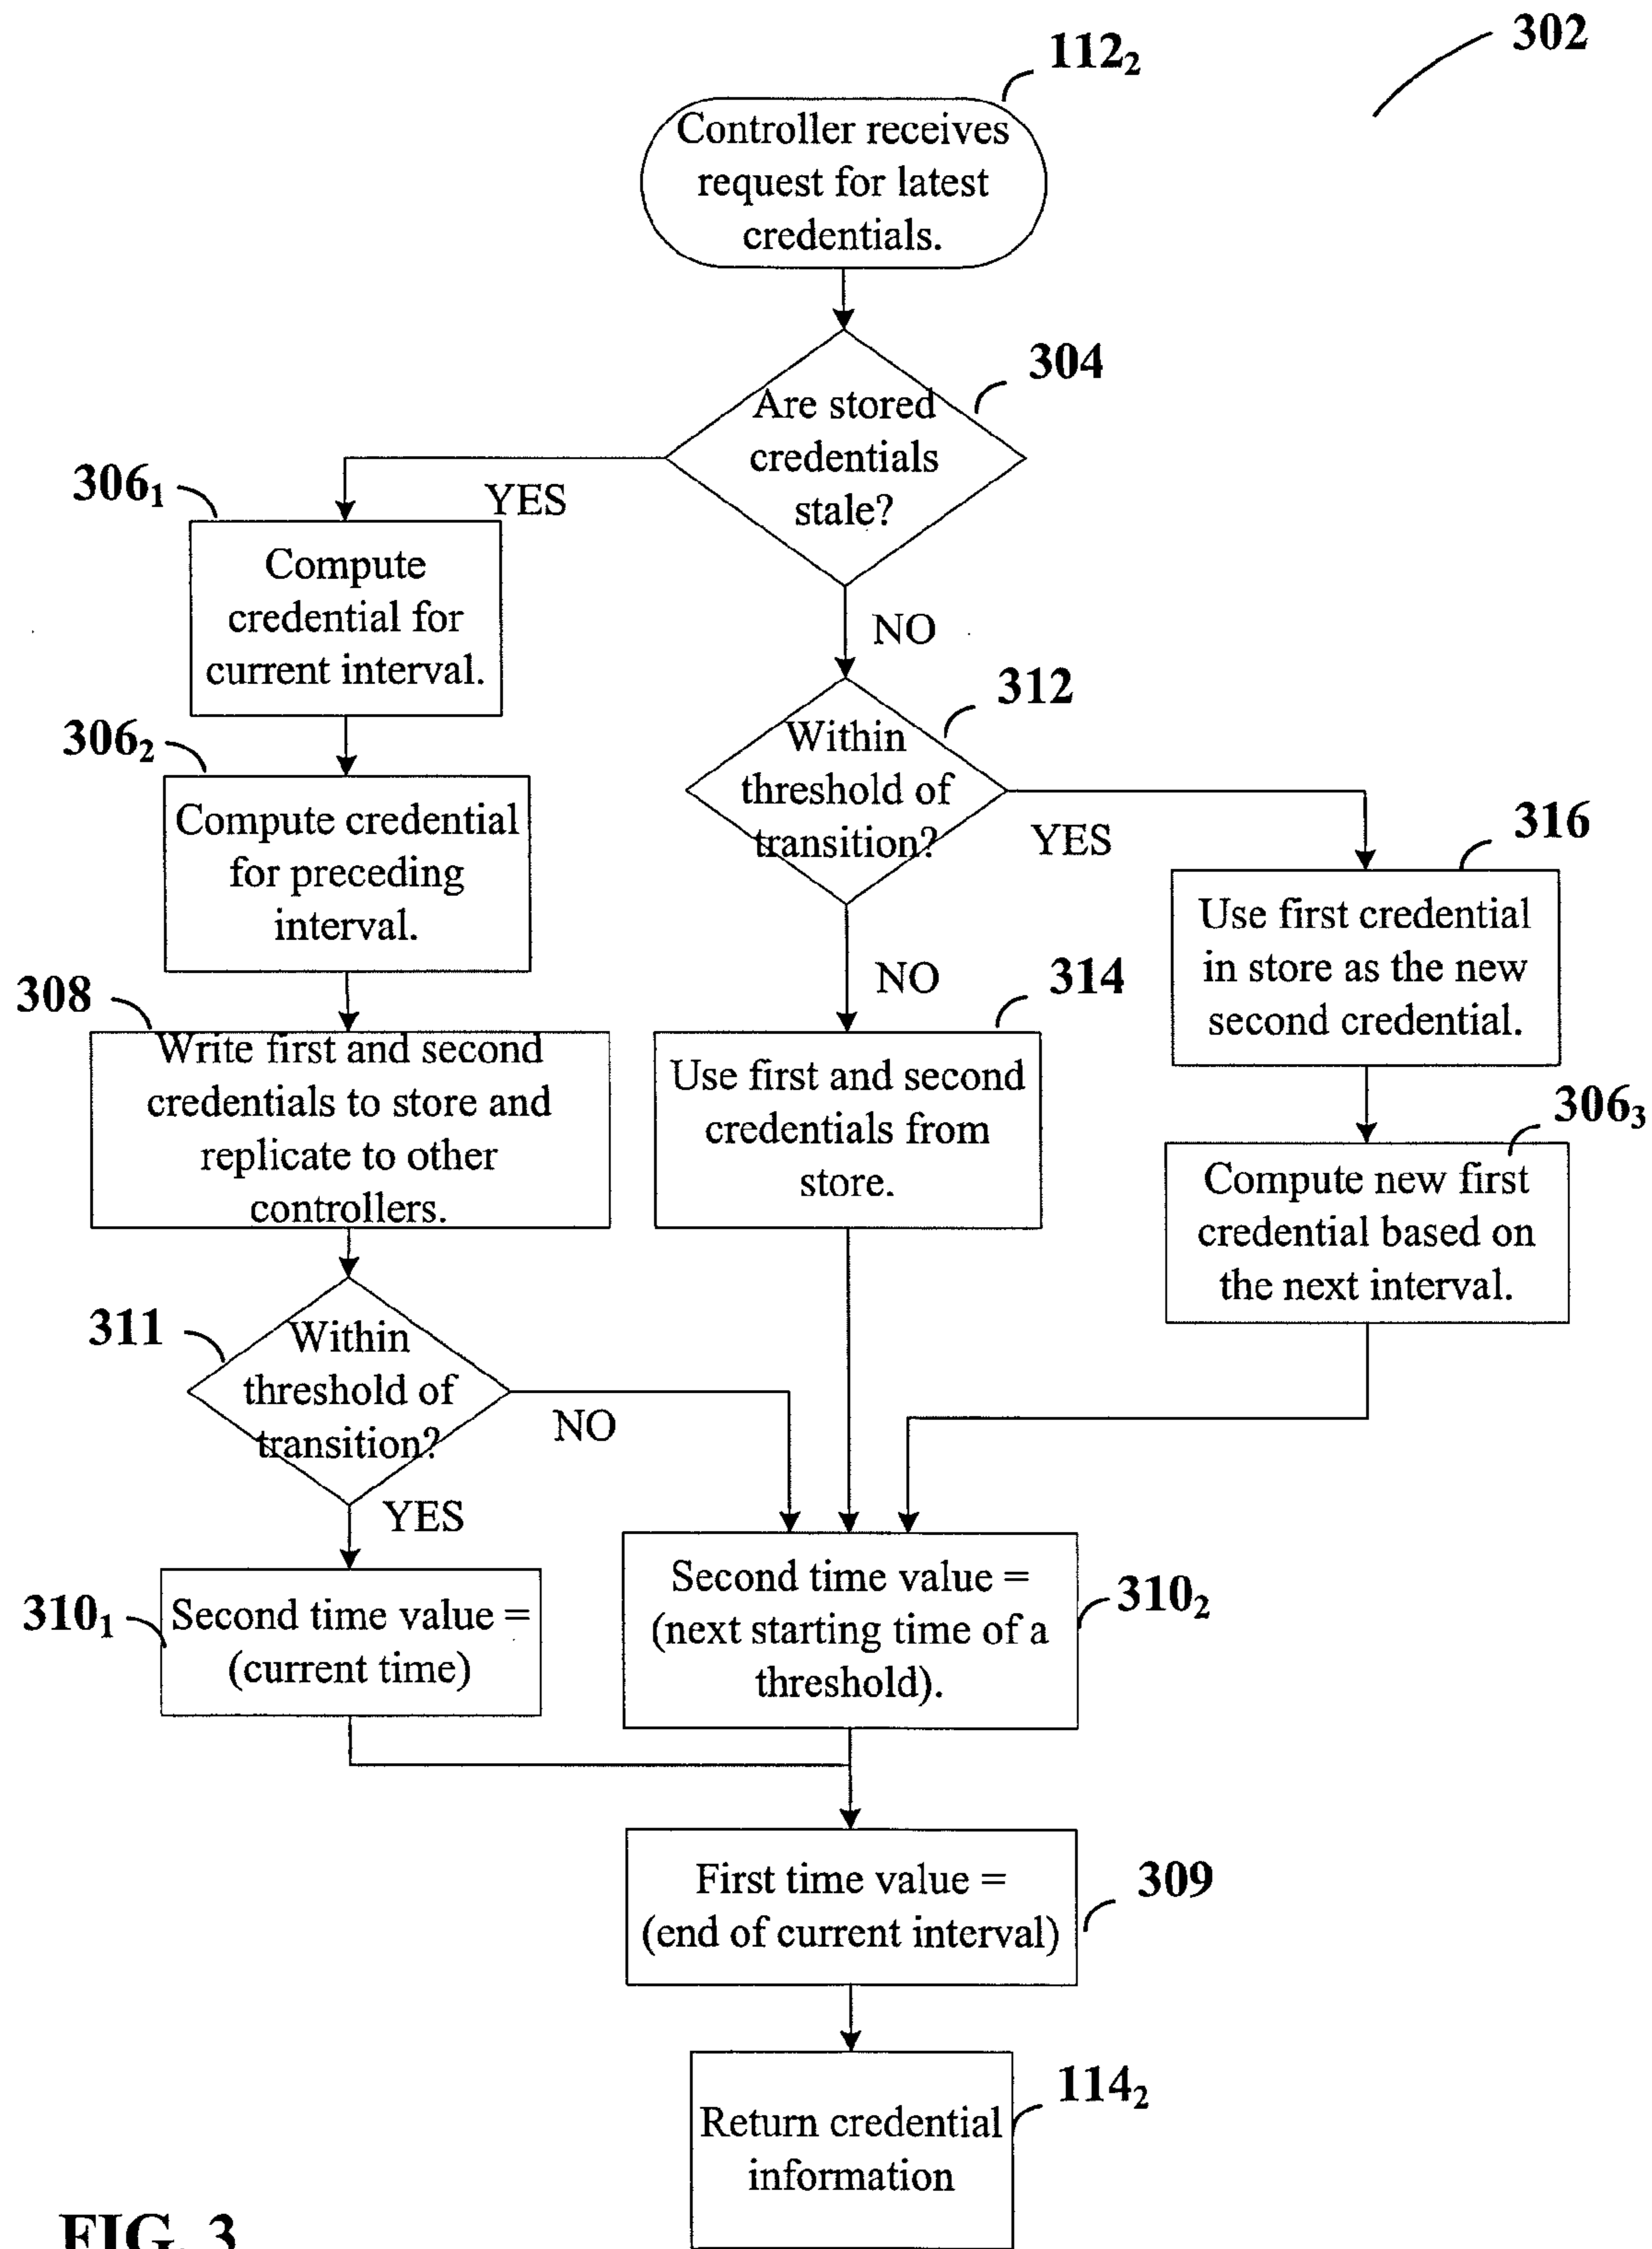 302
112₂
Controller receives
request for latest
credentials.
304
Are stored
credentials
stale?
YES
NO
306₁
Compute
credential for
current interval.
312
Within
threshold of
transition?
YES
NO
306₂
Compute credential
for preceding
interval.
316
Use first credential
in store as the new
second credential.
308
Write first and second
credentials to store and
replicate to other
controllers.
314
Use first and second
credentials from
store.
306₃
Compute new first
credential based on
the next interval.
311
Within
threshold of
transition?
NO
YES
310₁
Second time value =
(current time)
310₂
Second time value =
(next starting time of a
threshold).
309
First time value =
(end of current interval)
114₂
Return credential
information
FIG. 3